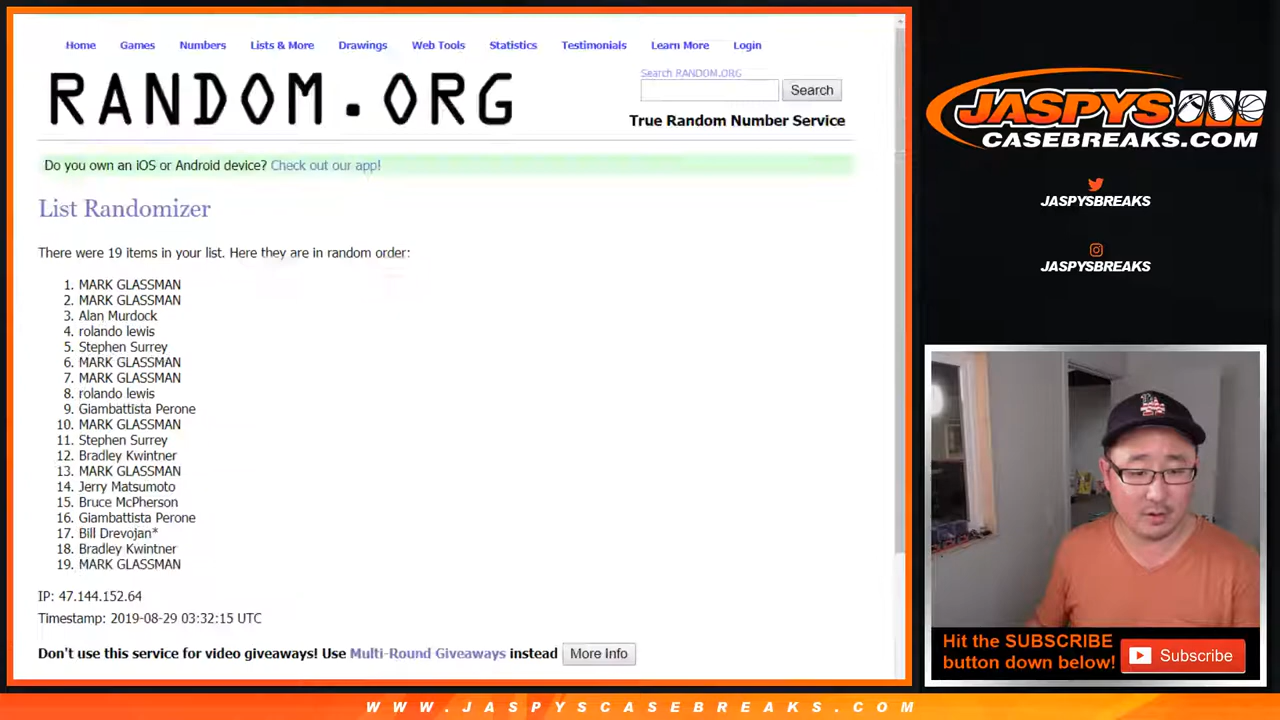 Home Games Numbers Lists & More Drawings Web Tools Statistics Testimonials Learn More Login
RANDOM.ORG
Search RANDOM.ORG
Search
True Random Number Service
Do you own an iOS or Android device? Check out our app!
List Randomizer
There were 19 items in your list. Here they are in random order:
1. MARK GLASSMAN
2. MARK GLASSMAN
3. Alan Murdock
4. rolando lewis
5. Stephen Surrey
6. MARK GLASSMAN
7. MARK GLASSMAN
8. rolando lewis
9. Giambattista Perone
10. MARK GLASSMAN
11. Stephen Surrey
12. Bradley Kwintner
13. MARK GLASSMAN
14. Jerry Matsumoto
15. Bruce McPherson
16. Giambattista Perone
17. Bill Drevojan*
18. Bradley Kwintner
19. MARK GLASSMAN
IP: 47.144.152.64
Timestamp: 2019-08-29 03:32:15 UTC
Don't use this service for video giveaways! Use Multi-Round Giveaways instead More Info
JASPYS
CASEBREAKS.COM
JASPYSBREAKS
JASPYSBREAKS
Hit the SUBSCRIBE
button down below!
Subscribe
WWW.JASPYSCASEBREAKS.COM